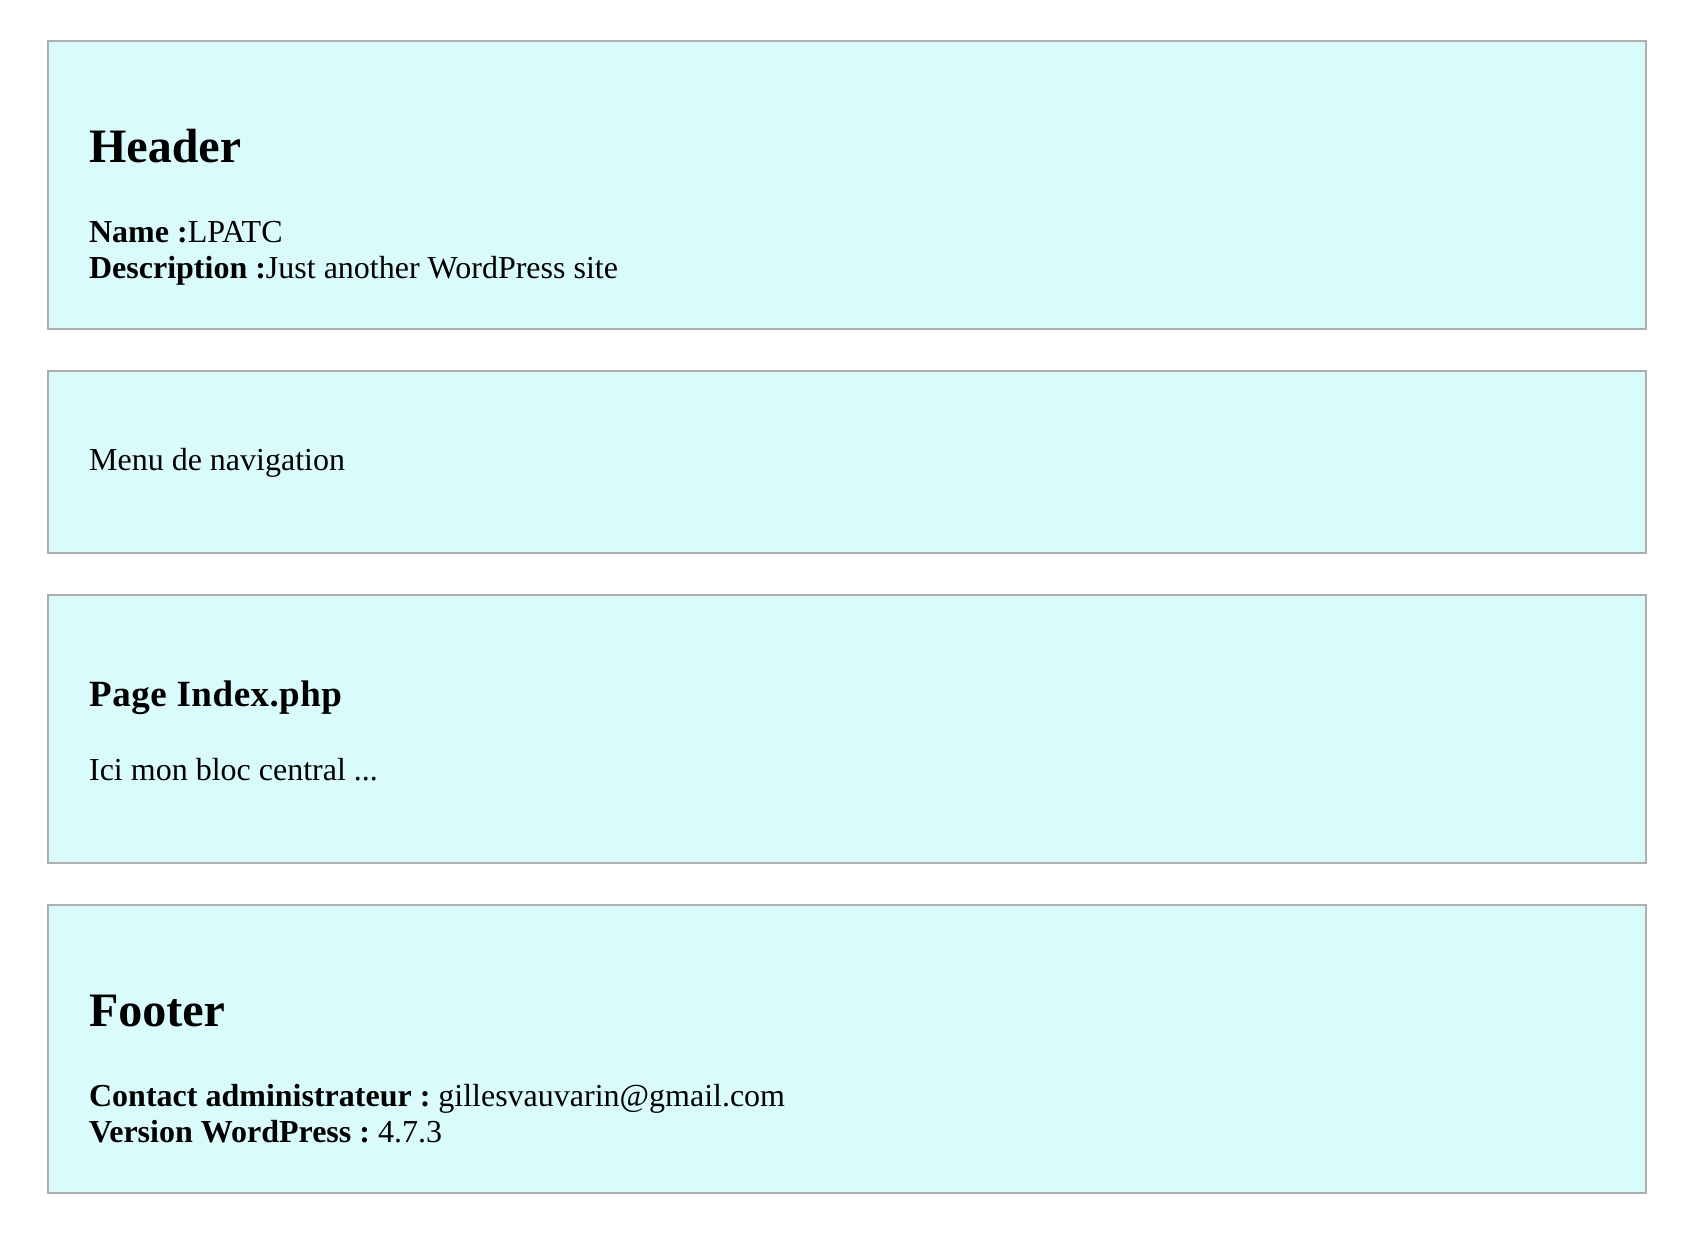 Header
Name :LPATC
Description :Just another WordPress site
Menu de navigation
Page Index.php
Ici mon bloc central ...
Footer
Contact administrateur : gillesvauvarin@gmail.com
Version WordPress : 4.7.3